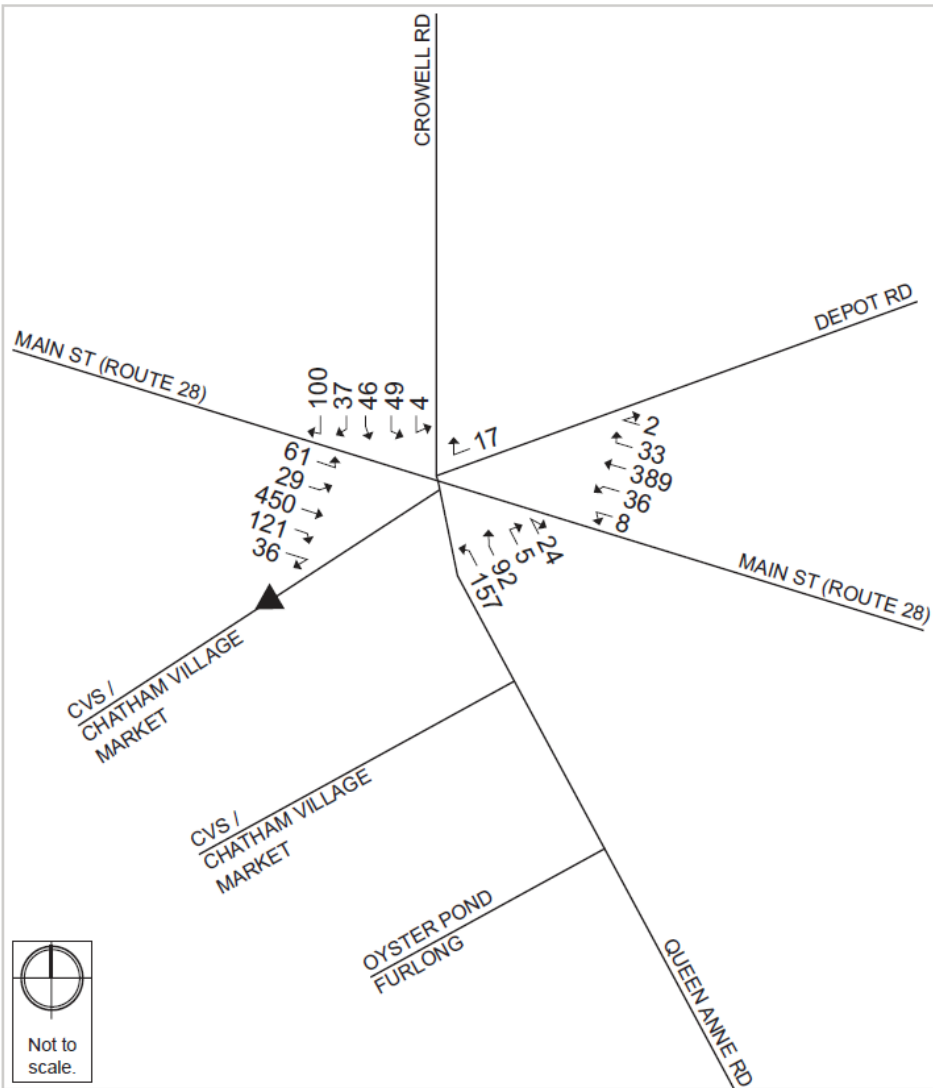 CROWELL RD
DEPOT RD
MAIN ST (ROUTE 28)
100
37
46
49
4
17
2
33
389
36
8
61
29
450
121
36
24
5
92
157
MAIN ST (ROUTE 28)
CVS /
CHATHAM VILLAGE
MARKET
CVS /
CHATHAM VILLAGE
MARKET
OYSTER POND
FURLONG
QUEEN ANNE RD
Not to
scale.